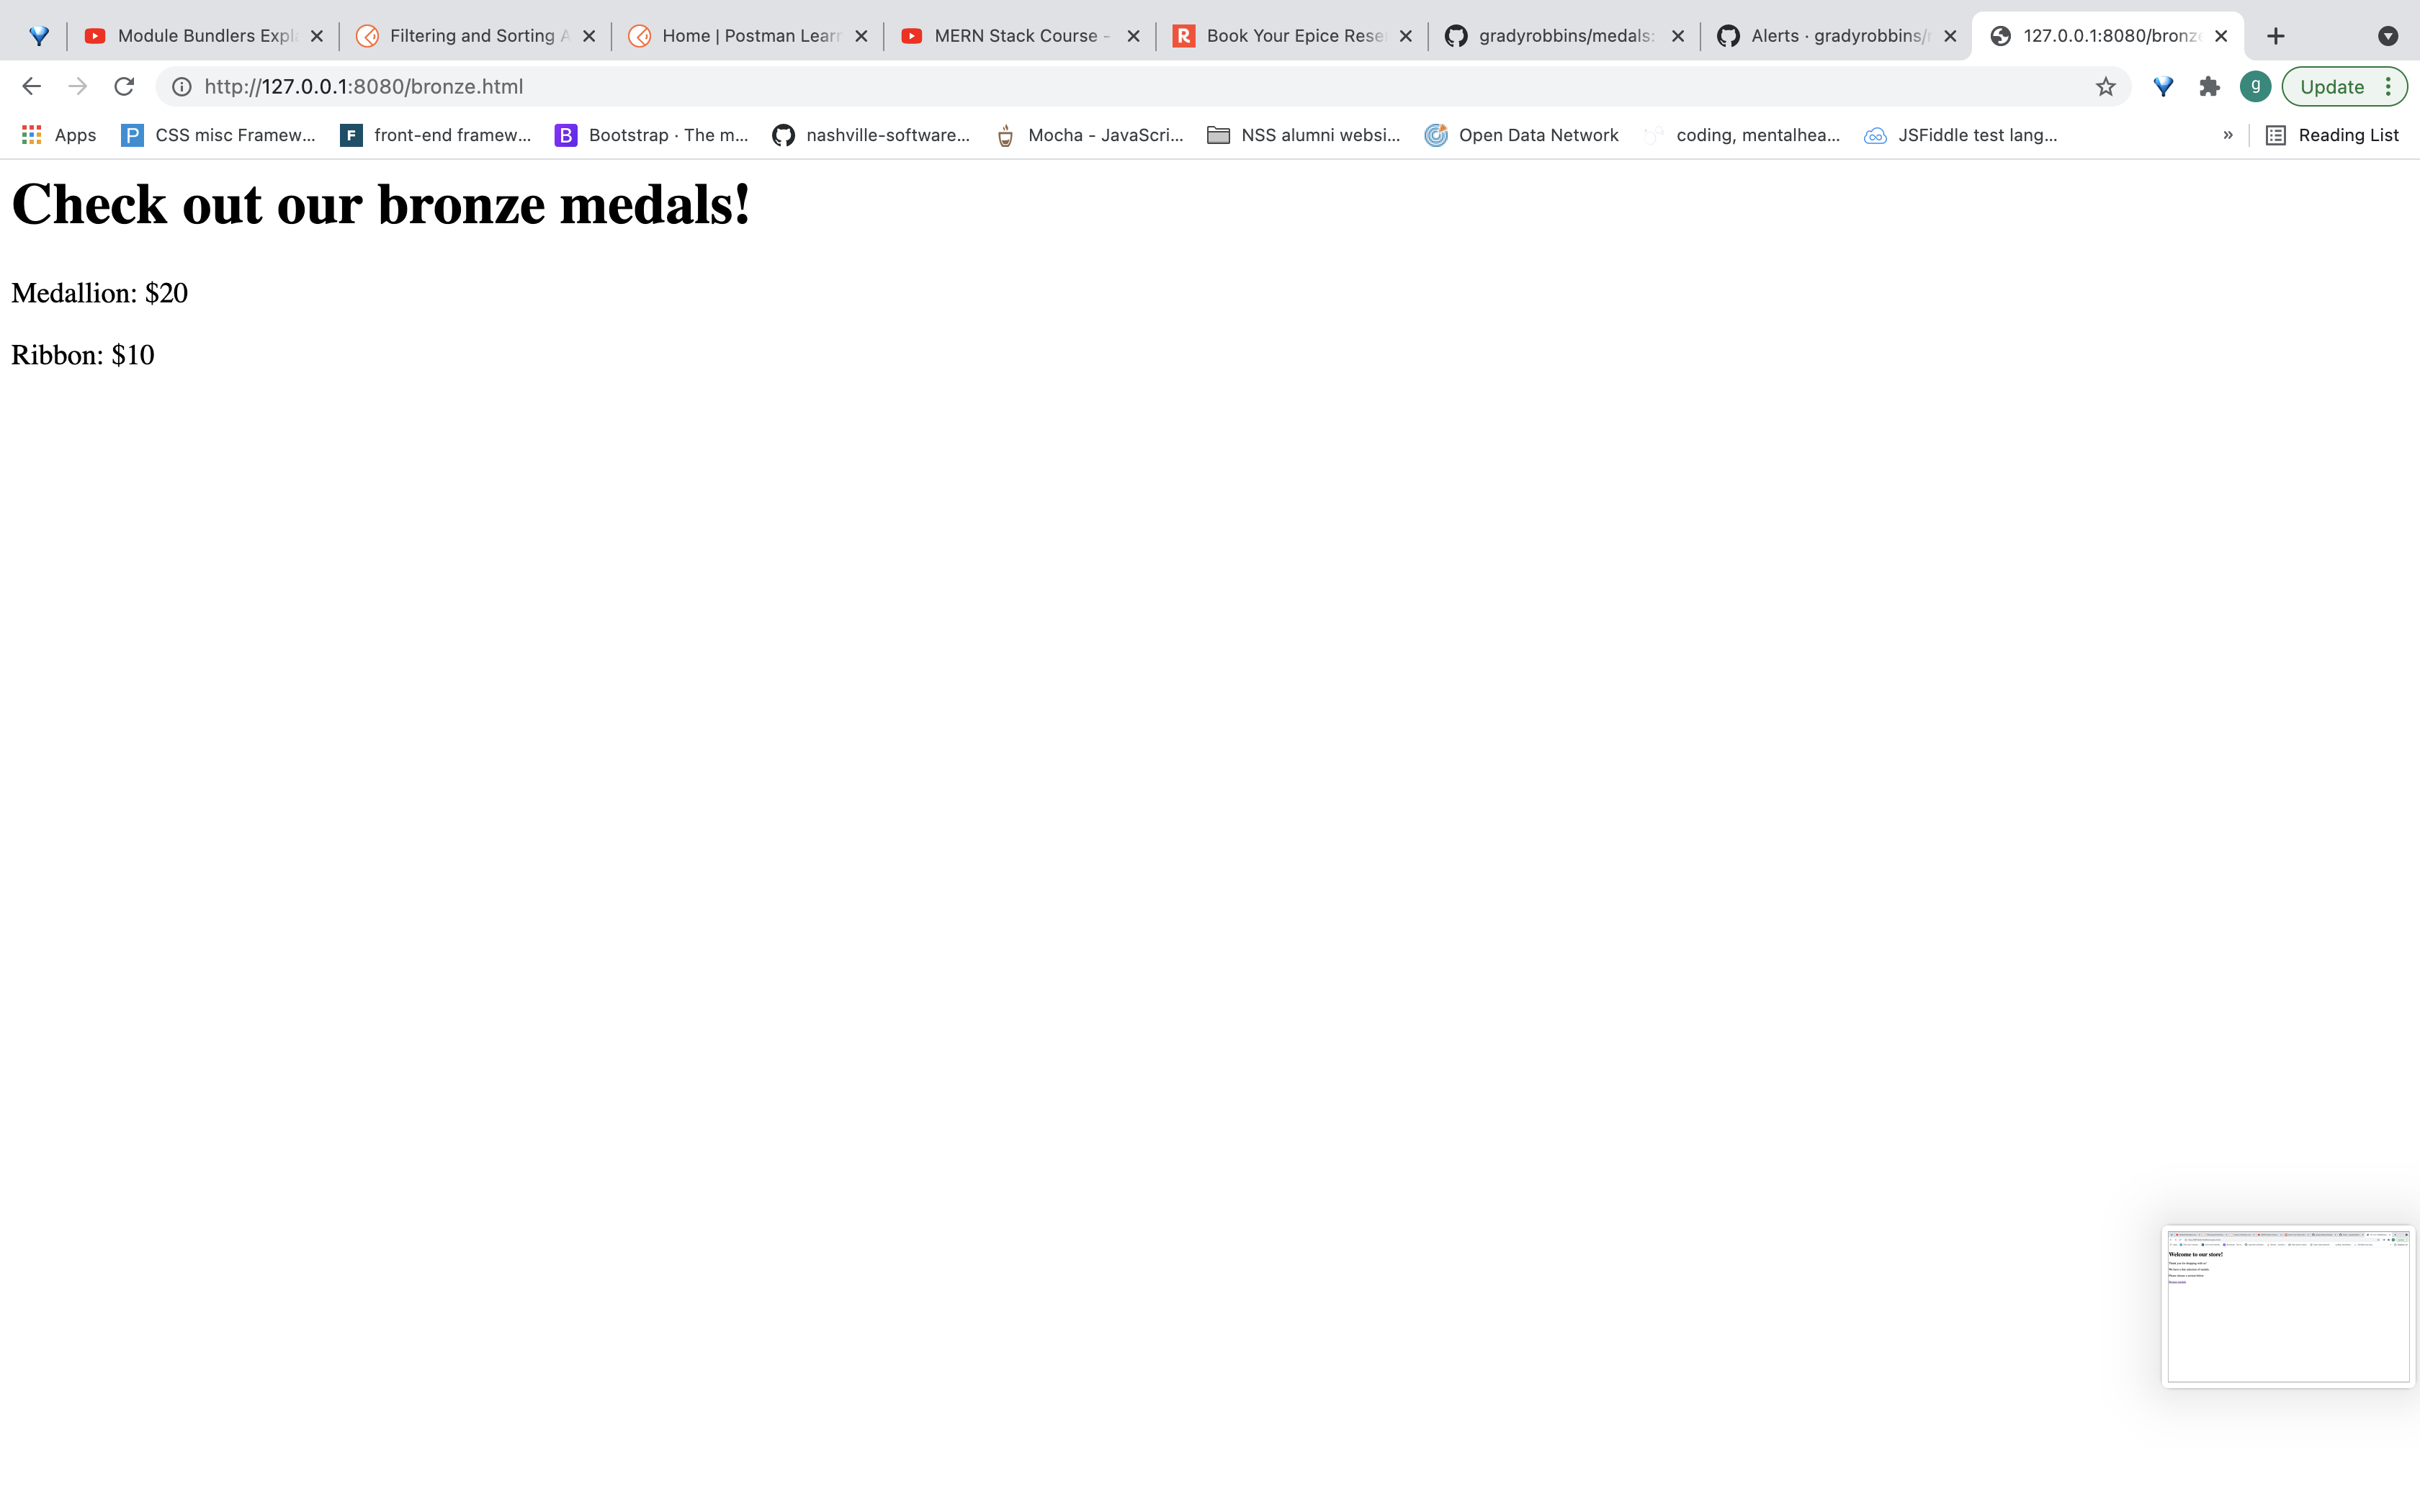 Module Bundlers Expl
Filtering and Sorting A
Home | Postman Lear
MERN Stack Course -
R
Book Your Epice Rese
gradyrobbins/medals:
Alerts · gradyrobbins/
127.0.0.1:8080/bronze
http://127.0.0.1:8080/bronze.html
g
Update
Apps
P
CSS misc Framew...
F
front-end framew...
B
Bootstrap · The m...
nashville-software...
Mocha - JavaScri...
NSS alumni websi...
Open Data Network
coding, mentalhea...
JSFiddle test lang...
»
Reading List
Check out our bronze medals!
Medallion: $20
Ribbon: $10
Welcome to our store!